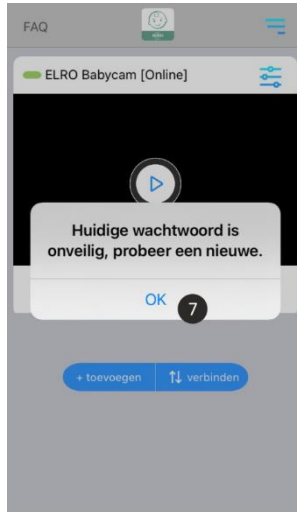 FAQ
ELRO Babycam [Online]
Huidige wachtwoord is
onveilig, probeer een nieuwe.
OK
7
+ toevoegen ↑↓ verbinden